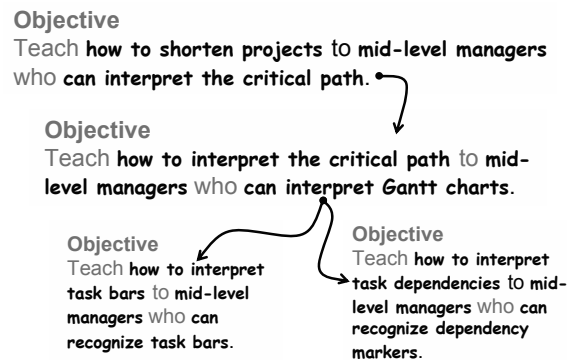 Objective
Teach how to shorten projects to mid-level managers
who can interpret the critical path.
Objective
Teach how to interpret the critical path to mid-
level managers who can interpret Gantt charts.
Objective
Teach how to interpret
task bars to mid-level
managers who can
recognize task bars.
Objective
Teach how to interpret
task dependencies to mid-
level managers who can
recognize dependency
markers.